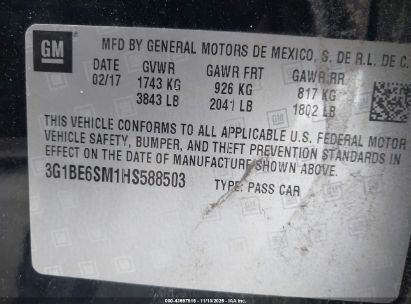 GM
MFD BY GENERAL MOTORS DE MEXICO, S. DE R.L. DE C.
DATE GVWR GAWR FRT GAWR RR
02/17 1743 KG 926 KG 817 KG
3843 LB 2041 LB 1802 LB
THIS VEHICLE CONFORMS TO ALL APPLICABLE U.S. FEDERAL MOTOR
VEHICLE SAFETY, BUMPER, AND THEFT PREVENTION STANDARDS IN
EFFECT ON THE DATE OF MANUFACTURE SHOWN ABOVE.
3G1BE6SM1HS588503 TYPE: PASS CAR